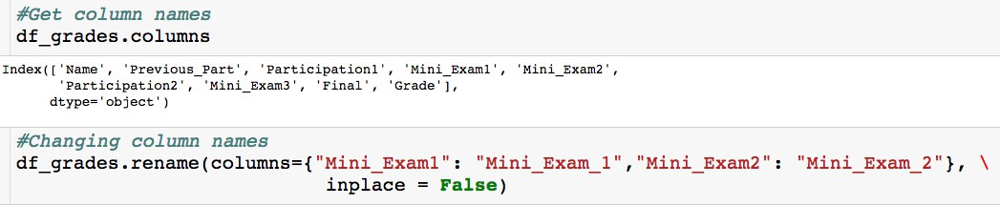 #Get column names
df_grades.columns
Index(['Name', 'Previous_Part', 'Participation1', 'Mini_Exam1', 'Mini_Exam2',
'Participation2', 'Mini_Exam3', 'Final', 'Grade'],
dtype='object')
#Changing column names
df_grades.rename(columns={"Mini_Exam1": "Mini_Exam_1","Mini_Exam2": "Mini_Exam_2"}, \
inplace = False)